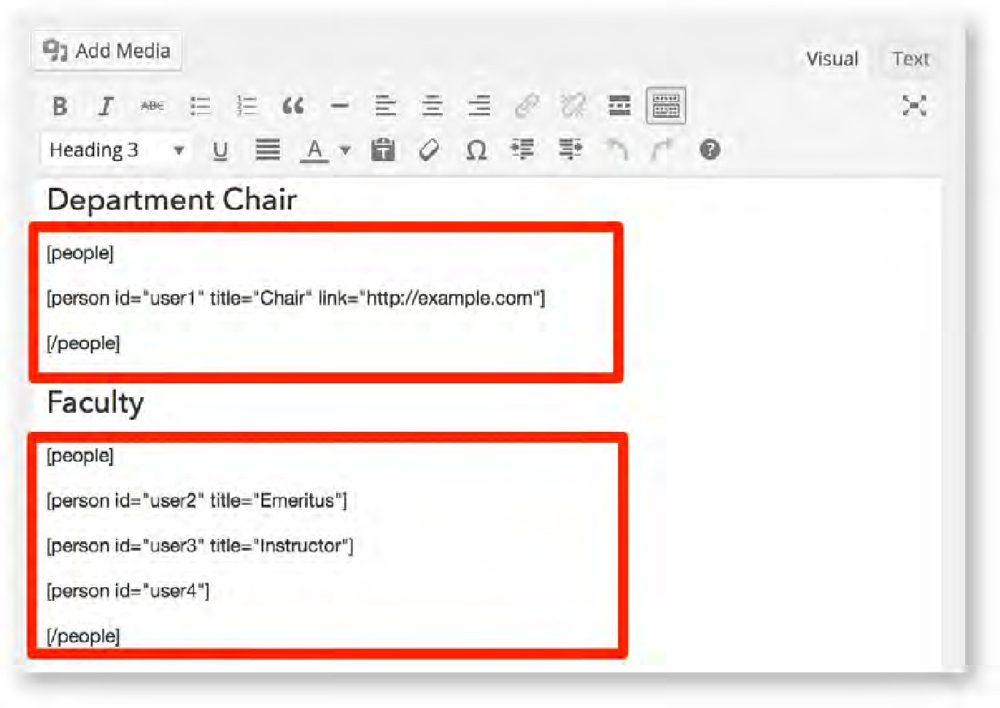 Add Media
Visual Text
B I ABC
Heading 3 U A Ω ?
Department Chair
[people]
[person id="user1" title="Chair" link="http://example.com"]
[/people]
Faculty
[people]
[person id="user2" title="Emeritus"]
[person id="user3" title="Instructor"]
[person id="user4"]
[/people]